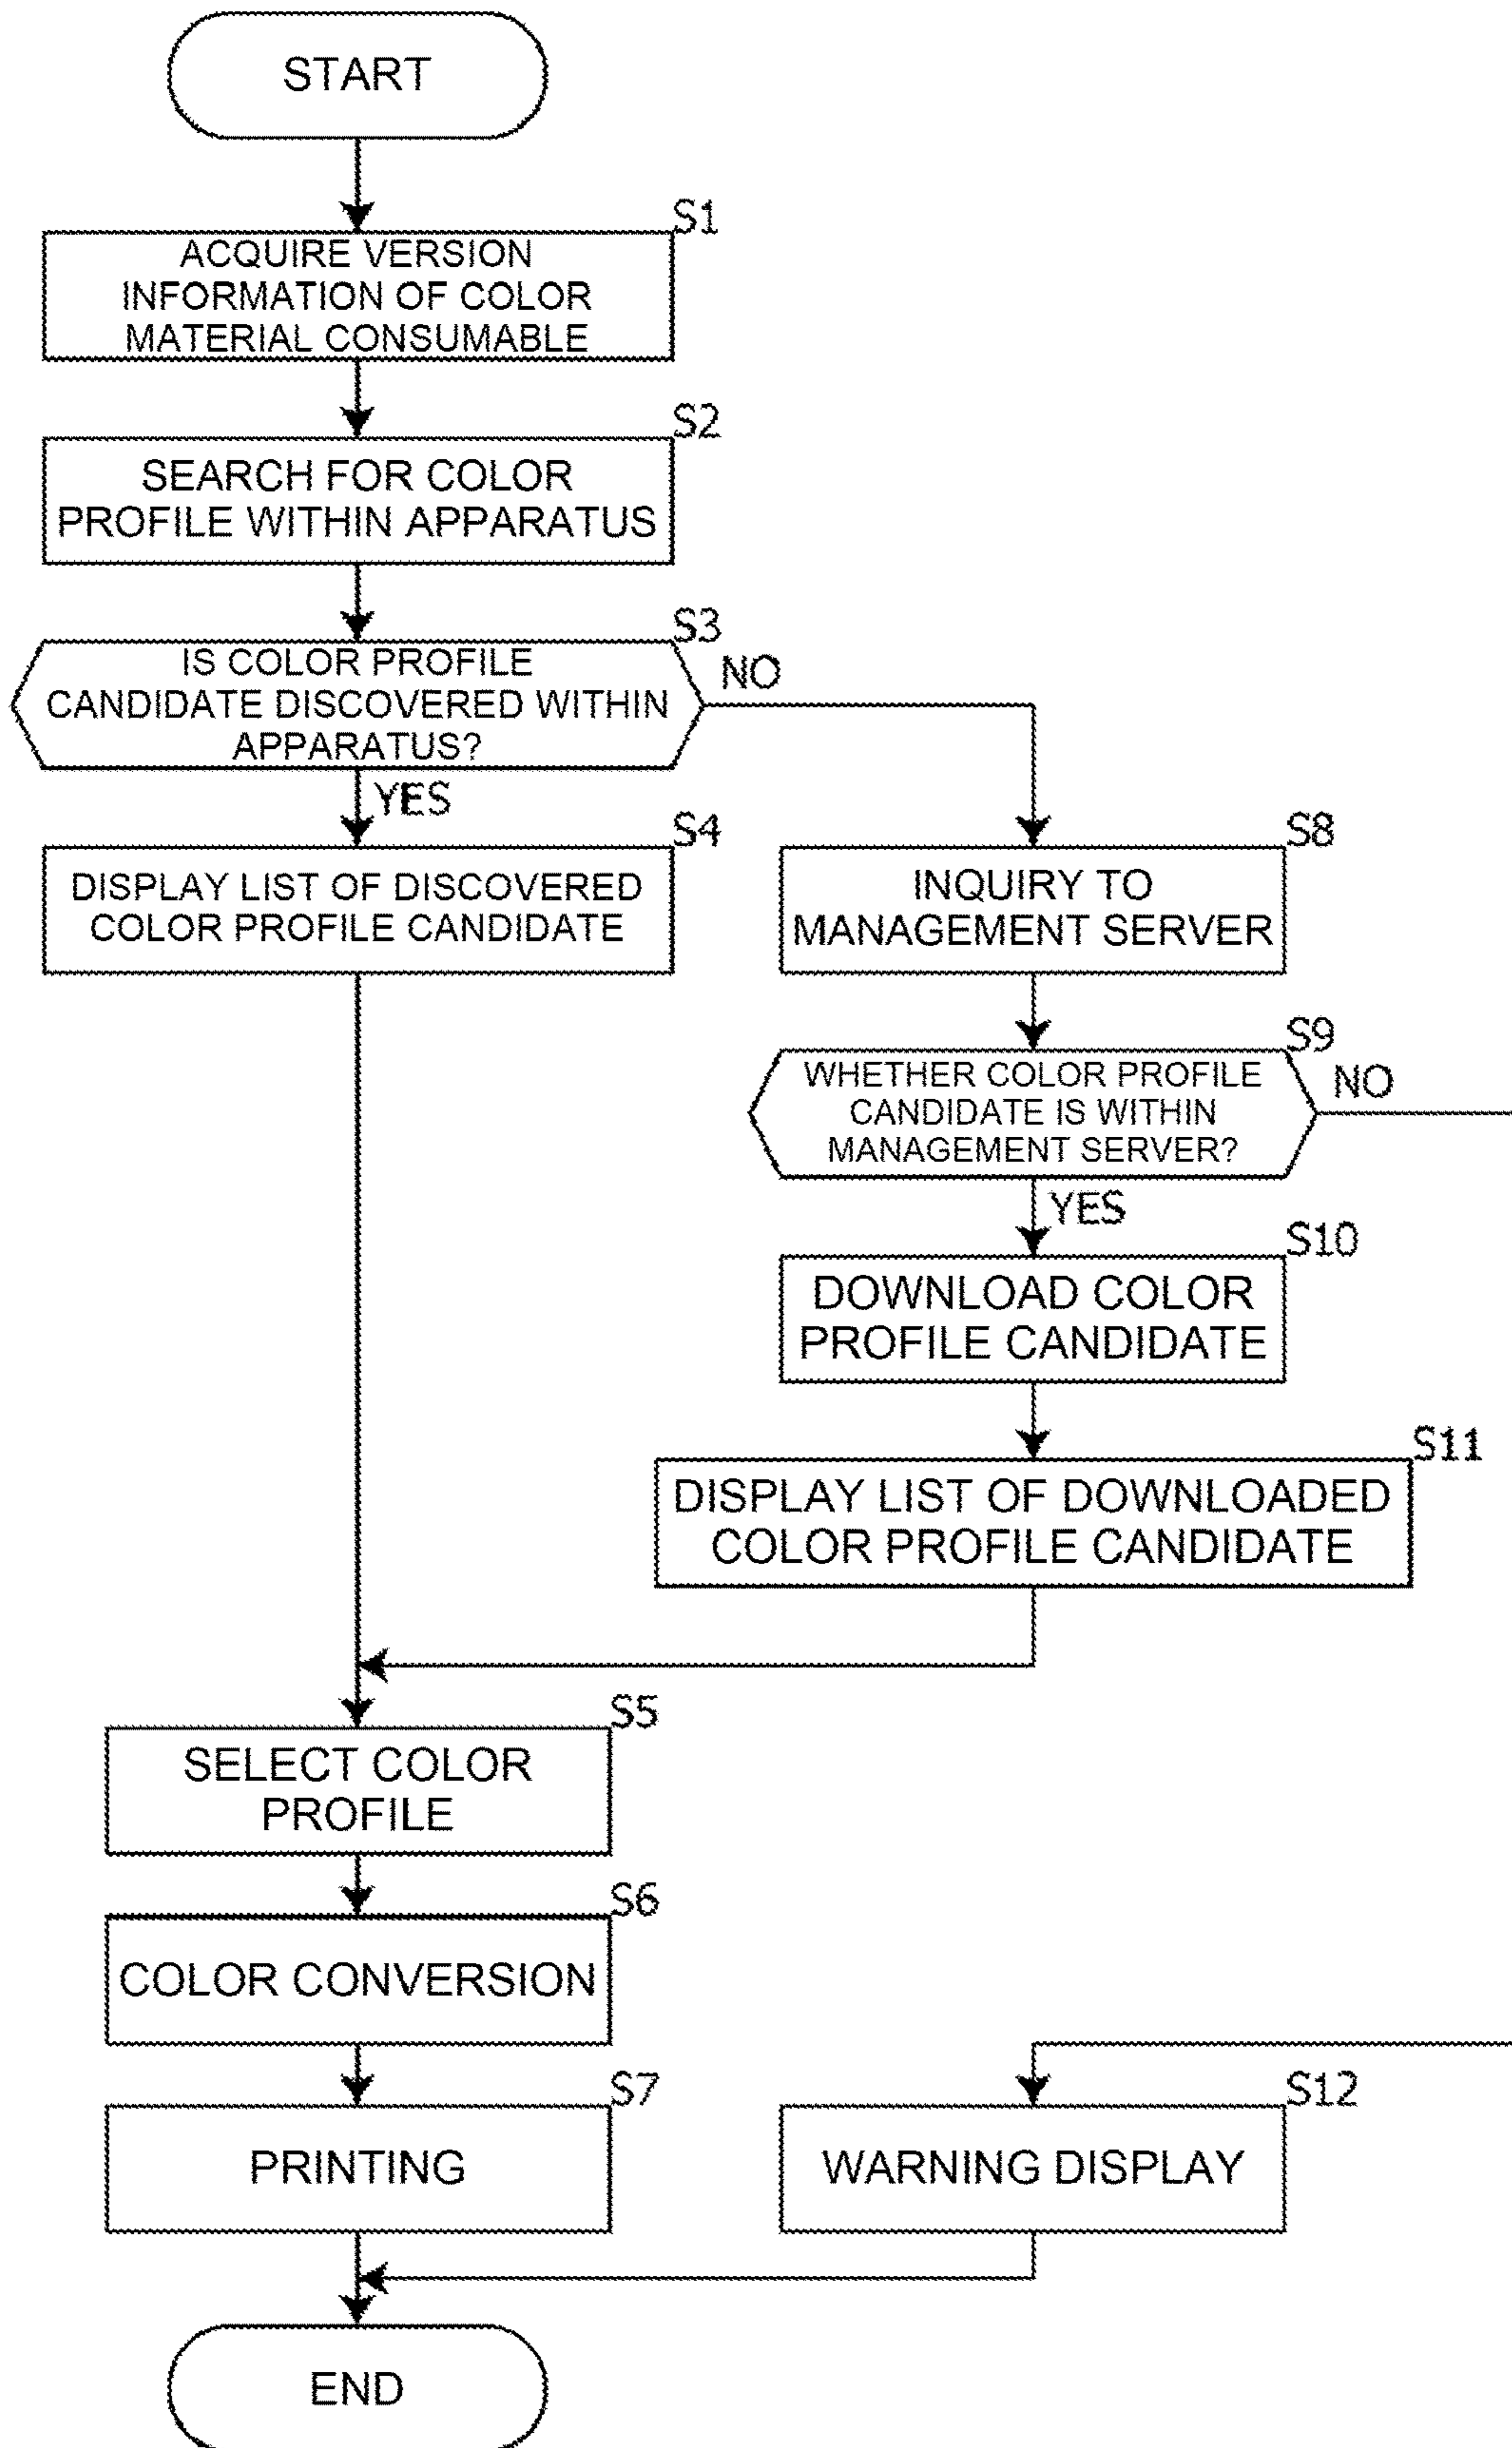 START
S1
ACQUIRE VERSION
INFORMATION OF COLOR
MATERIAL CONSUMABLE
S2
SEARCH FOR COLOR
PROFILE WITHIN APPARATUS
S3
IS COLOR PROFILE
CANDIDATE DISCOVERED WITHIN
APPARATUS?
NO
YES
S4
DISPLAY LIST OF DISCOVERED
COLOR PROFILE CANDIDATE
S8
INQUIRY TO
MANAGEMENT SERVER
S9
WHETHER COLOR PROFILE
CANDIDATE IS WITHIN
MANAGEMENT SERVER?
NO
YES
S10
DOWNLOAD COLOR
PROFILE CANDIDATE
S11
DISPLAY LIST OF DOWNLOADED
COLOR PROFILE CANDIDATE
S5
SELECT COLOR
PROFILE
S6
COLOR CONVERSION
S7
PRINTING
S12
WARNING DISPLAY
END